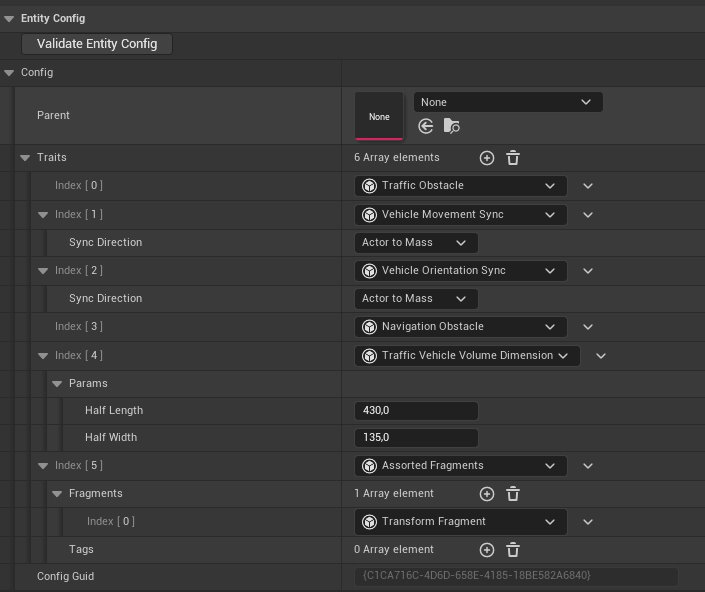 Entity Config
Validate Entity Config
Config
Parent
None
None
Traits
6 Array elements
Index [ 0 ]
Traffic Obstacle
Index [ 1 ]
Vehicle Movement Sync
Sync Direction
Actor to Mass
Index [ 2 ]
Vehicle Orientation Sync
Sync Direction
Actor to Mass
Index [ 3 ]
Navigation Obstacle
Index [ 4 ]
Traffic Vehicle Volume Dimension
Params
Half Length
430,0
Half Width
135,0
Index [ 5 ]
Assorted Fragments
Fragments
1 Array element
Index [ 0 ]
Transform Fragment
Tags
0 Array element
Config Guid
{C1CA716C-4D6D-658E-4185-18BE582A6840}